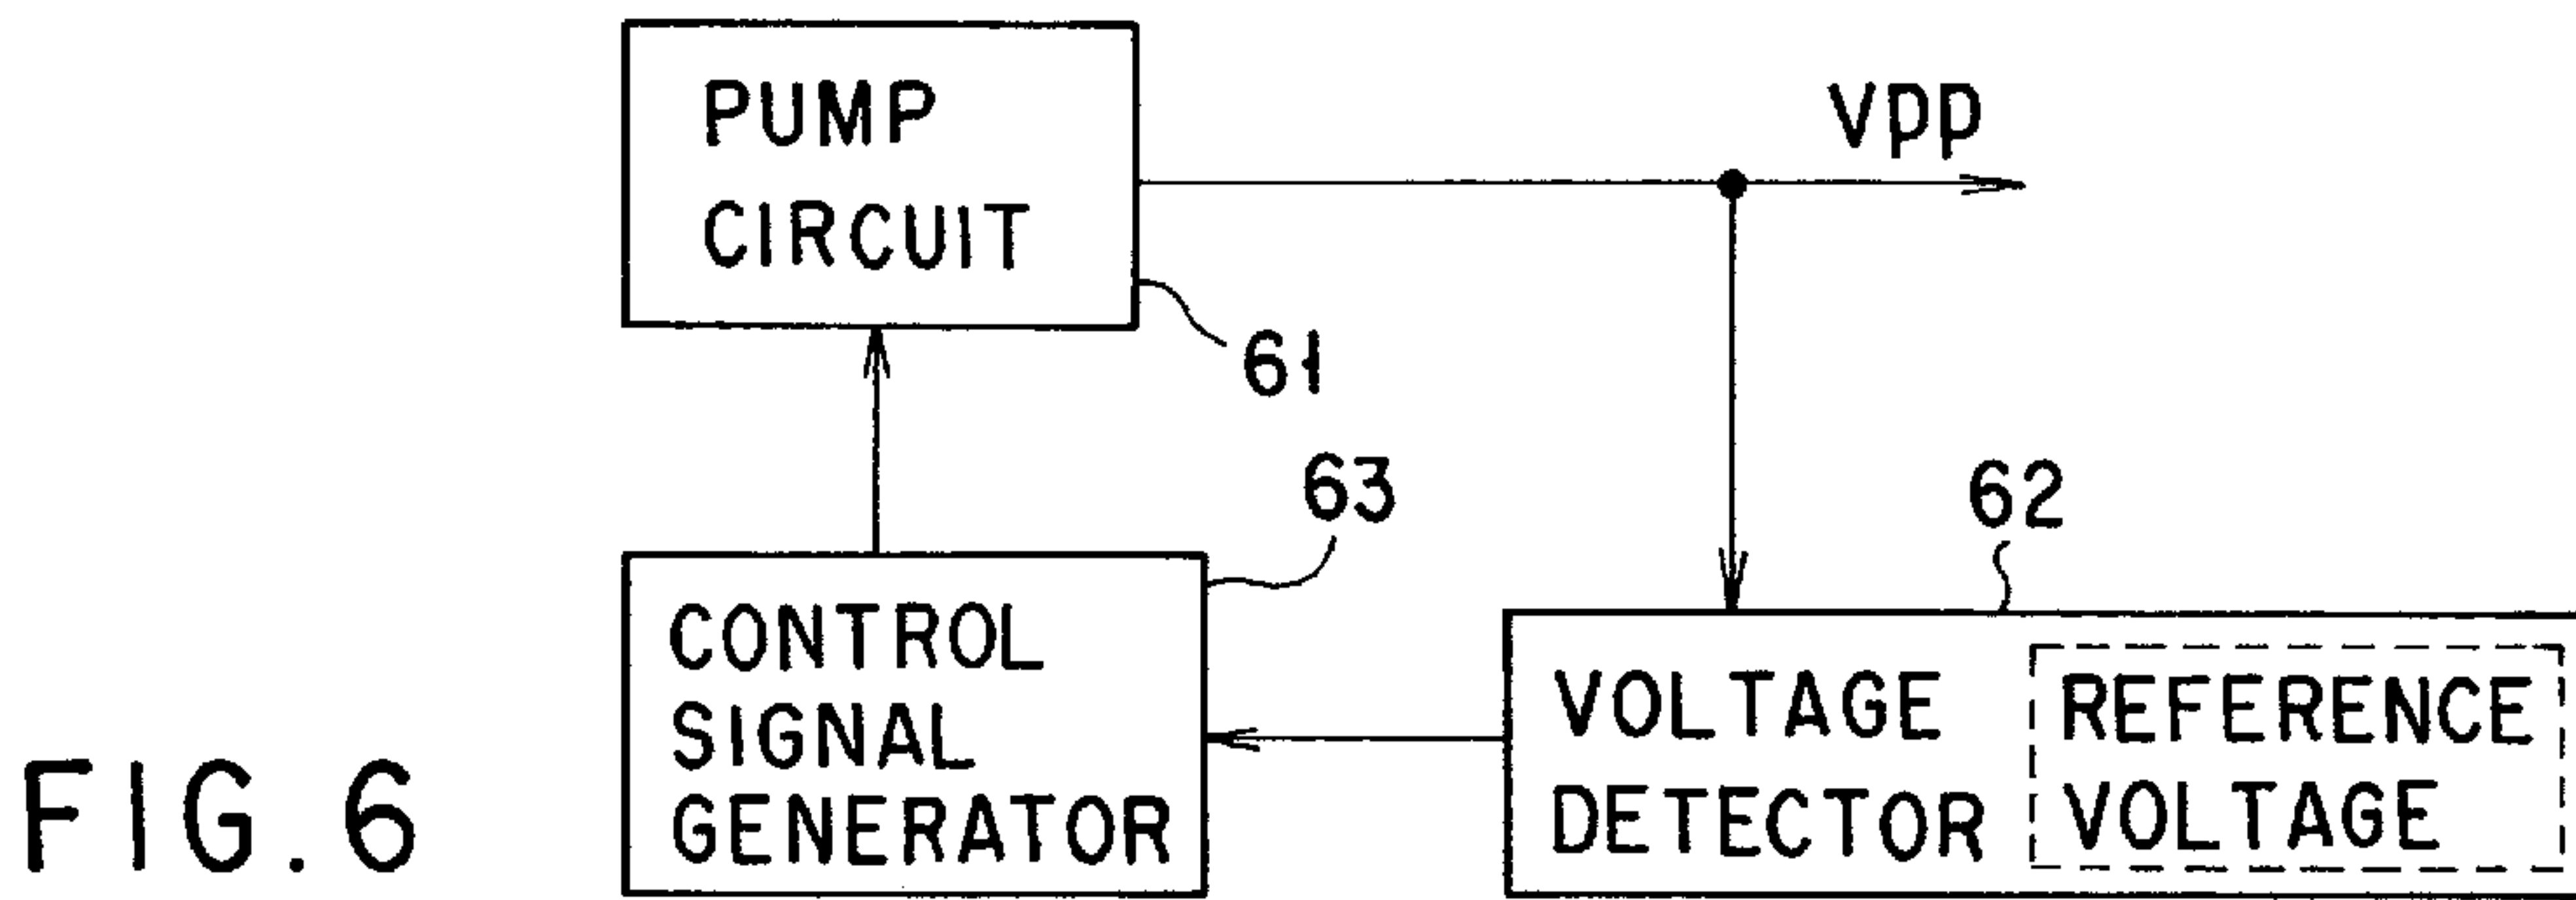 PUMP
CIRCUIT
Vpp
61
63
62
CONTROL
SIGNAL
GENERATOR
VOLTAGE
DETECTOR
REFERENCE
VOLTAGE
FIG. 6